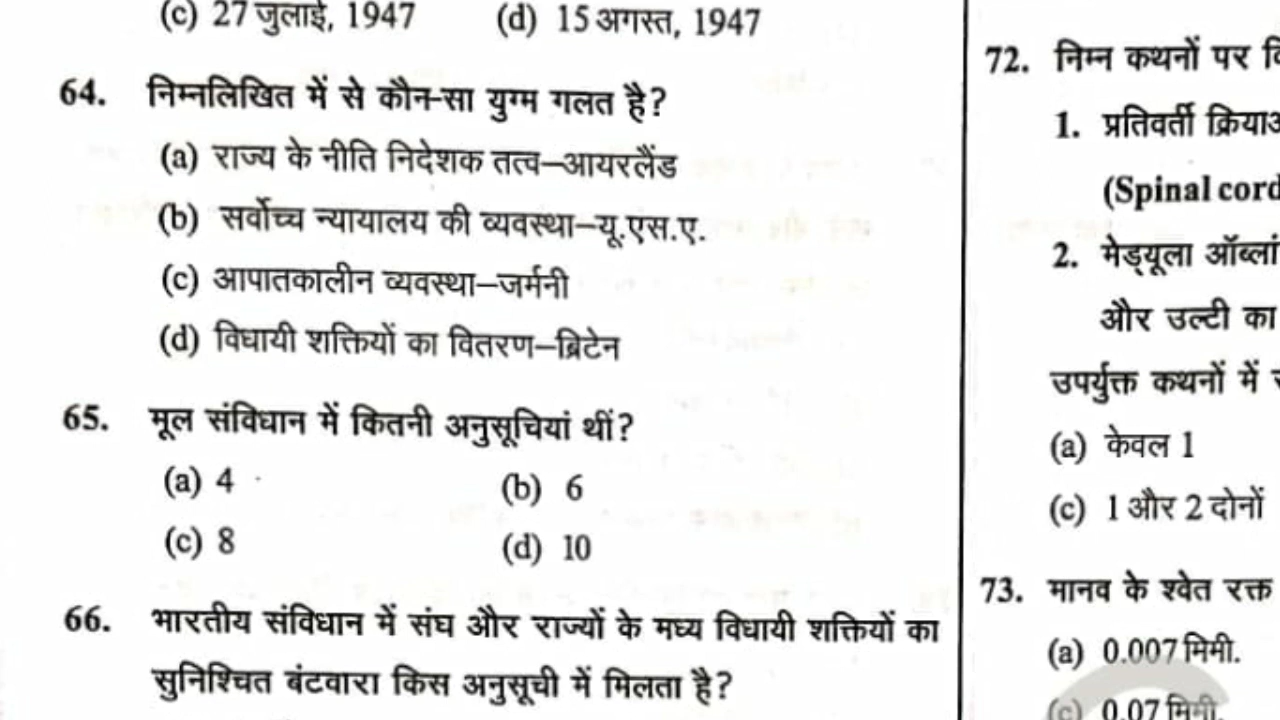 (c) 27 जुलाई, 1947 (d) 15 अगस्त, 1947
64. निम्नलिखित में से कौन-सा युग्म गलत है?
(a) राज्य के नीति निदेशक तत्व–आयरलैंड
(b) सर्वोच्च न्यायालय की व्यवस्था–यू.एस.ए.
(c) आपातकालीन व्यवस्था–जर्मनी
(d) विधायी शक्तियों का वितरण–ब्रिटेन
65. मूल संविधान में कितनी अनुसूचियां थीं?
(a) 4 (b) 6
(c) 8 (d) 10
66. भारतीय संविधान में संघ और राज्यों के मध्य विधायी शक्तियों का
सुनिश्चित बंटवारा किस अनुसूची में मिलता है?
72. निम्न कथनों पर
1. प्रतिवर्ती
(Spinal cord
2. मेड्यूला
और उल्टी का
उपर्युक्त कथनों में
(a) केवल 1
(c) 1 और 2 दोनों
73. मानव के श्वेत रक्त
(a) 0.007 मिमी.
(c) 0.07 मिमी.